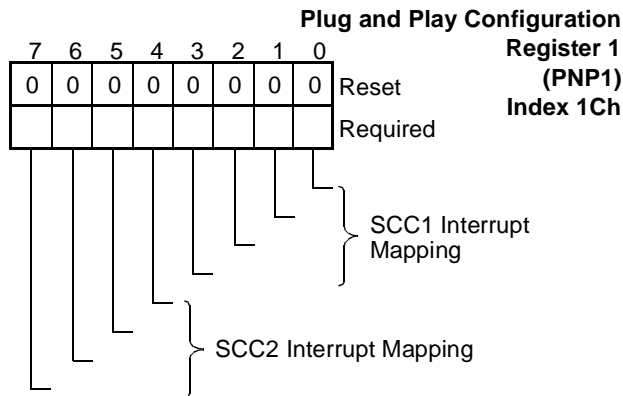 Plug and Play Configuration
Register 1
(PNP1)
Index 1Ch
7 6 5 4 3 2 1 0
0 0 0 0 0 0 0 0 Reset
Required
SCC1 Interrupt
Mapping
SCC2 Interrupt Mapping